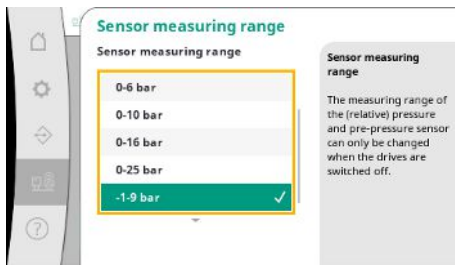 Sensor measuring range
Sensor measuring range
0-6 bar
0-10 bar
0-16 bar
0-25 bar
-1-9 bar
Sensor measuring
range
The measuring range of
the (relative) pressure
and pre-pressure sensor
can only be changed
when the drives are
switched off.